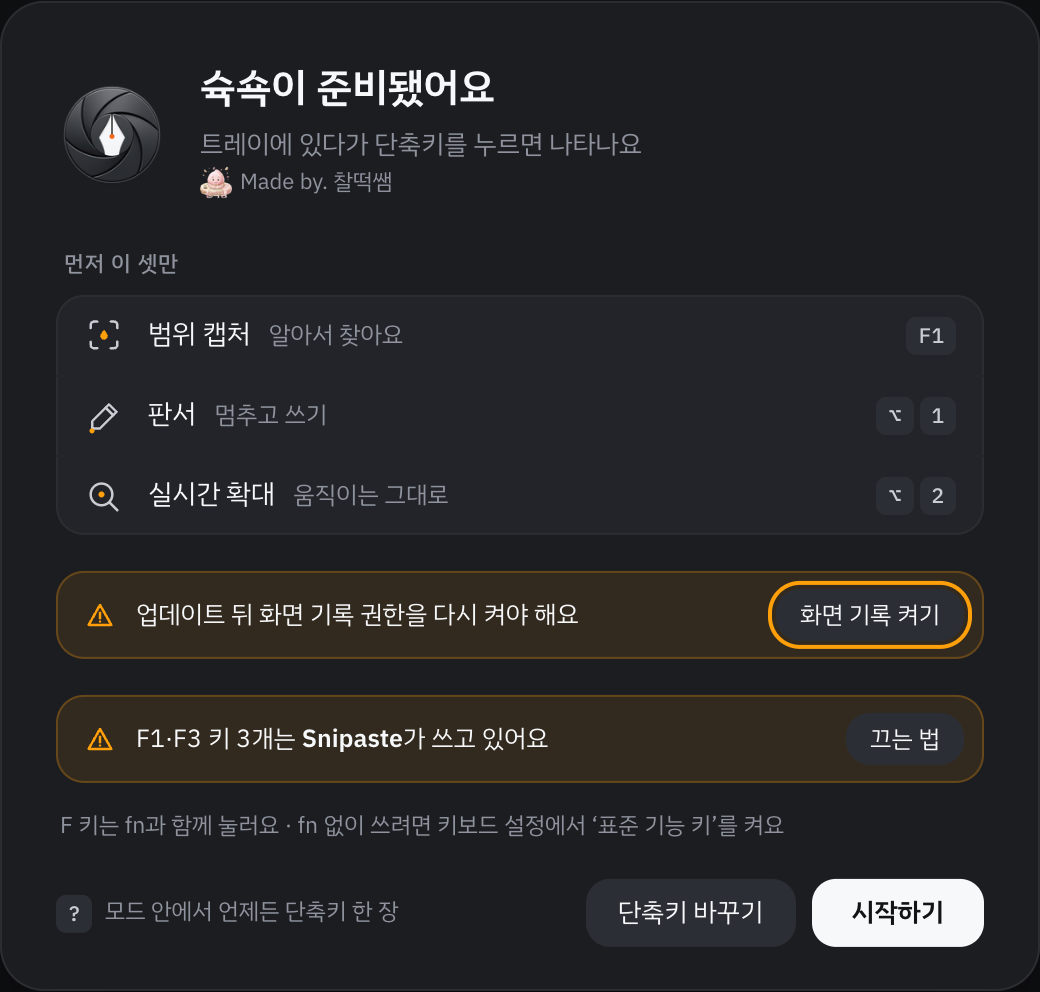 슉쇽이 준비됐어요
트레이에 있다가 단축키를 누르면 나타나요
Made by. 찰떡쌤
먼저 이 셋만
범위 캡처 알아서 찾아요 F1
판서 멈추고 쓰기 ⌥ 1
실시간 확대 움직이는 그대로 ⌥ 2
업데이트 뒤 화면 기록 권한을 다시 켜야 해요 화면 기록 켜기
F1·F3 키 3개는 Snipaste가 쓰고 있어요 끄는 법
F 키는 fn과 함께 눌러요 · fn 없이 쓰려면 키보드 설정에서 ‘표준 기능 키’를 켜요
? 모드 안에서 언제든 단축키 한 장 단축키 바꾸기 시작하기